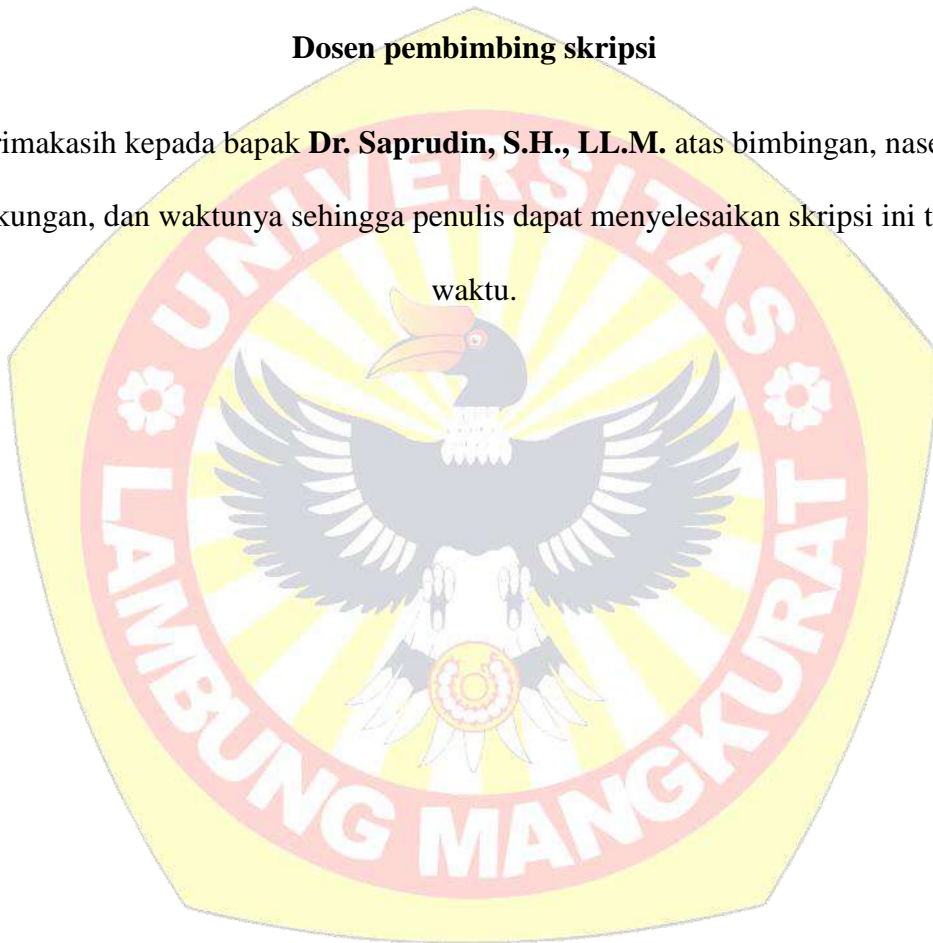 Dosen pembimbing skripsi
rimakasih kepada bapak Dr. Saprudin, S.H., LL.M. atas bimbingan, nase
kungan, dan waktunya sehingga penulis dapat menyelesaikan skripsi ini t
waktu.
UNIVERSITAS
LAMBUNG MANGKURAT